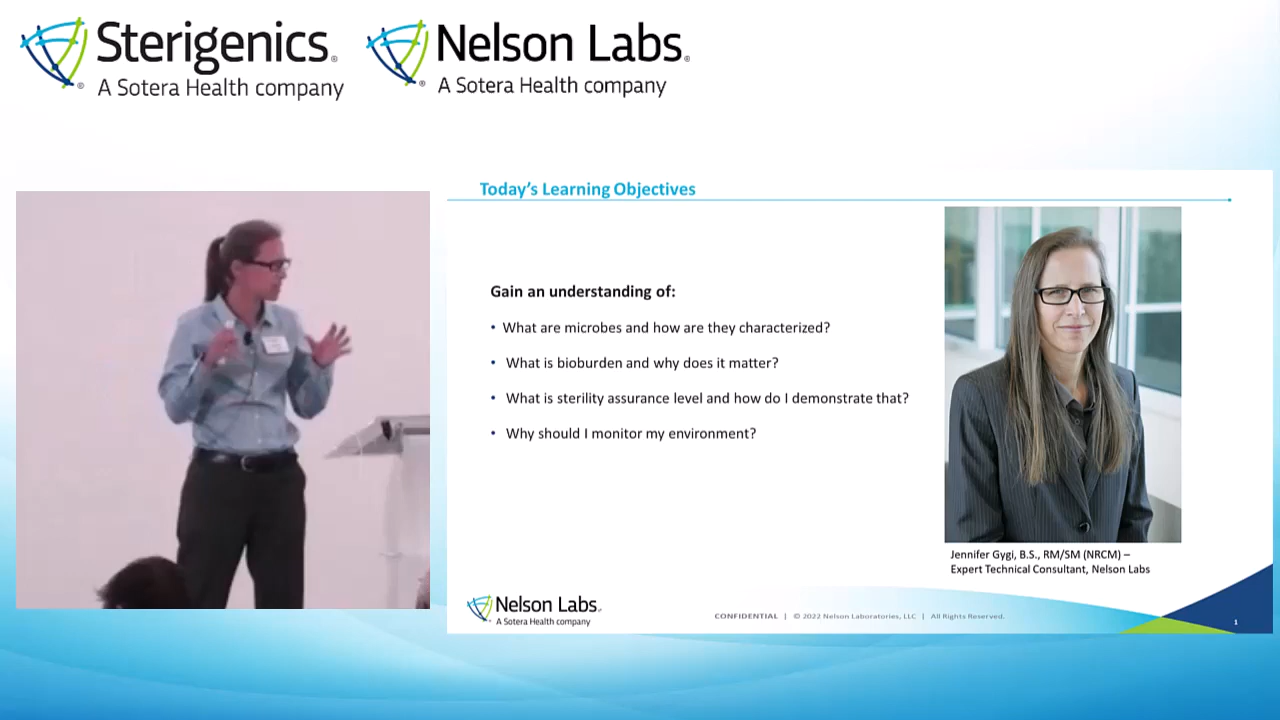 Sterigenics®
A Sotera Health company
Nelson Labs®
A Sotera Health company
Today's Learning Objectives
Gain an understanding of:
• What are microbes and how are they characterized?
• What is bioburden and why does it matter?
• What is sterility assurance level and how do I demonstrate that?
• Why should I monitor my environment?
Jennifer Gygi, B.S., RM/SM (NRCM) –
Expert Technical Consultant, Nelson Labs
Nelson Labs®
A Sotera Health company
CONFIDENTIAL | © 2022 Nelson Laboratories, LLC | All Rights Reserved.
1